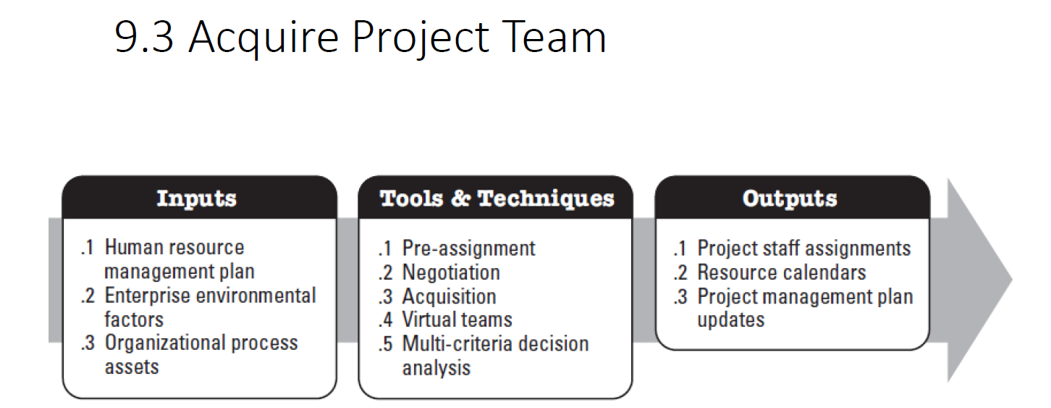 9.3 Acquire Project Team
Inputs
.1 Human resource
management plan
.2 Enterprise environmental
factors
.3 Organizational process
assets
Tools & Techniques
.1 Pre-assignment
.2 Negotiation
.3 Acquisition
.4 Virtual teams
.5 Multi-criteria decision
analysis
Outputs
.1 Project staff assignments
.2 Resource calendars
.3 Project management plan
updates